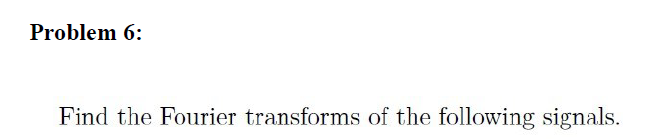 Problem 6:
Find the Fourier transforms of the following signals.